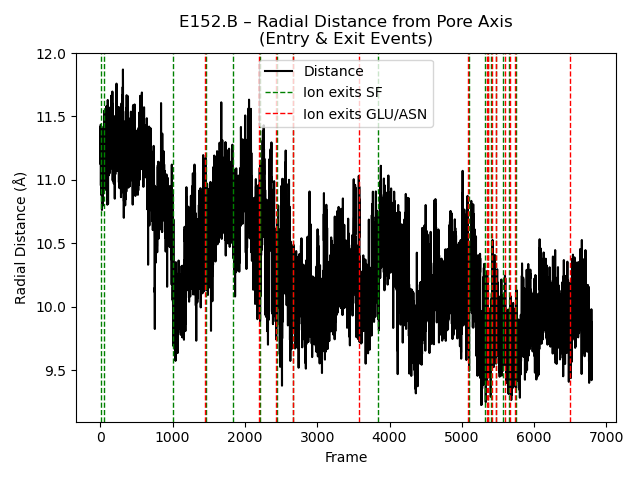 E152.B – Radial Distance from Pore Axis
(Entry & Exit Events)
12.0
11.5
11.0
10.5
10.0
9.5
Radial Distance (Å)
Distance
Ion exits SF
Ion exits GLU/ASN
0 1000 2000 3000 4000 5000 6000 7000
Frame